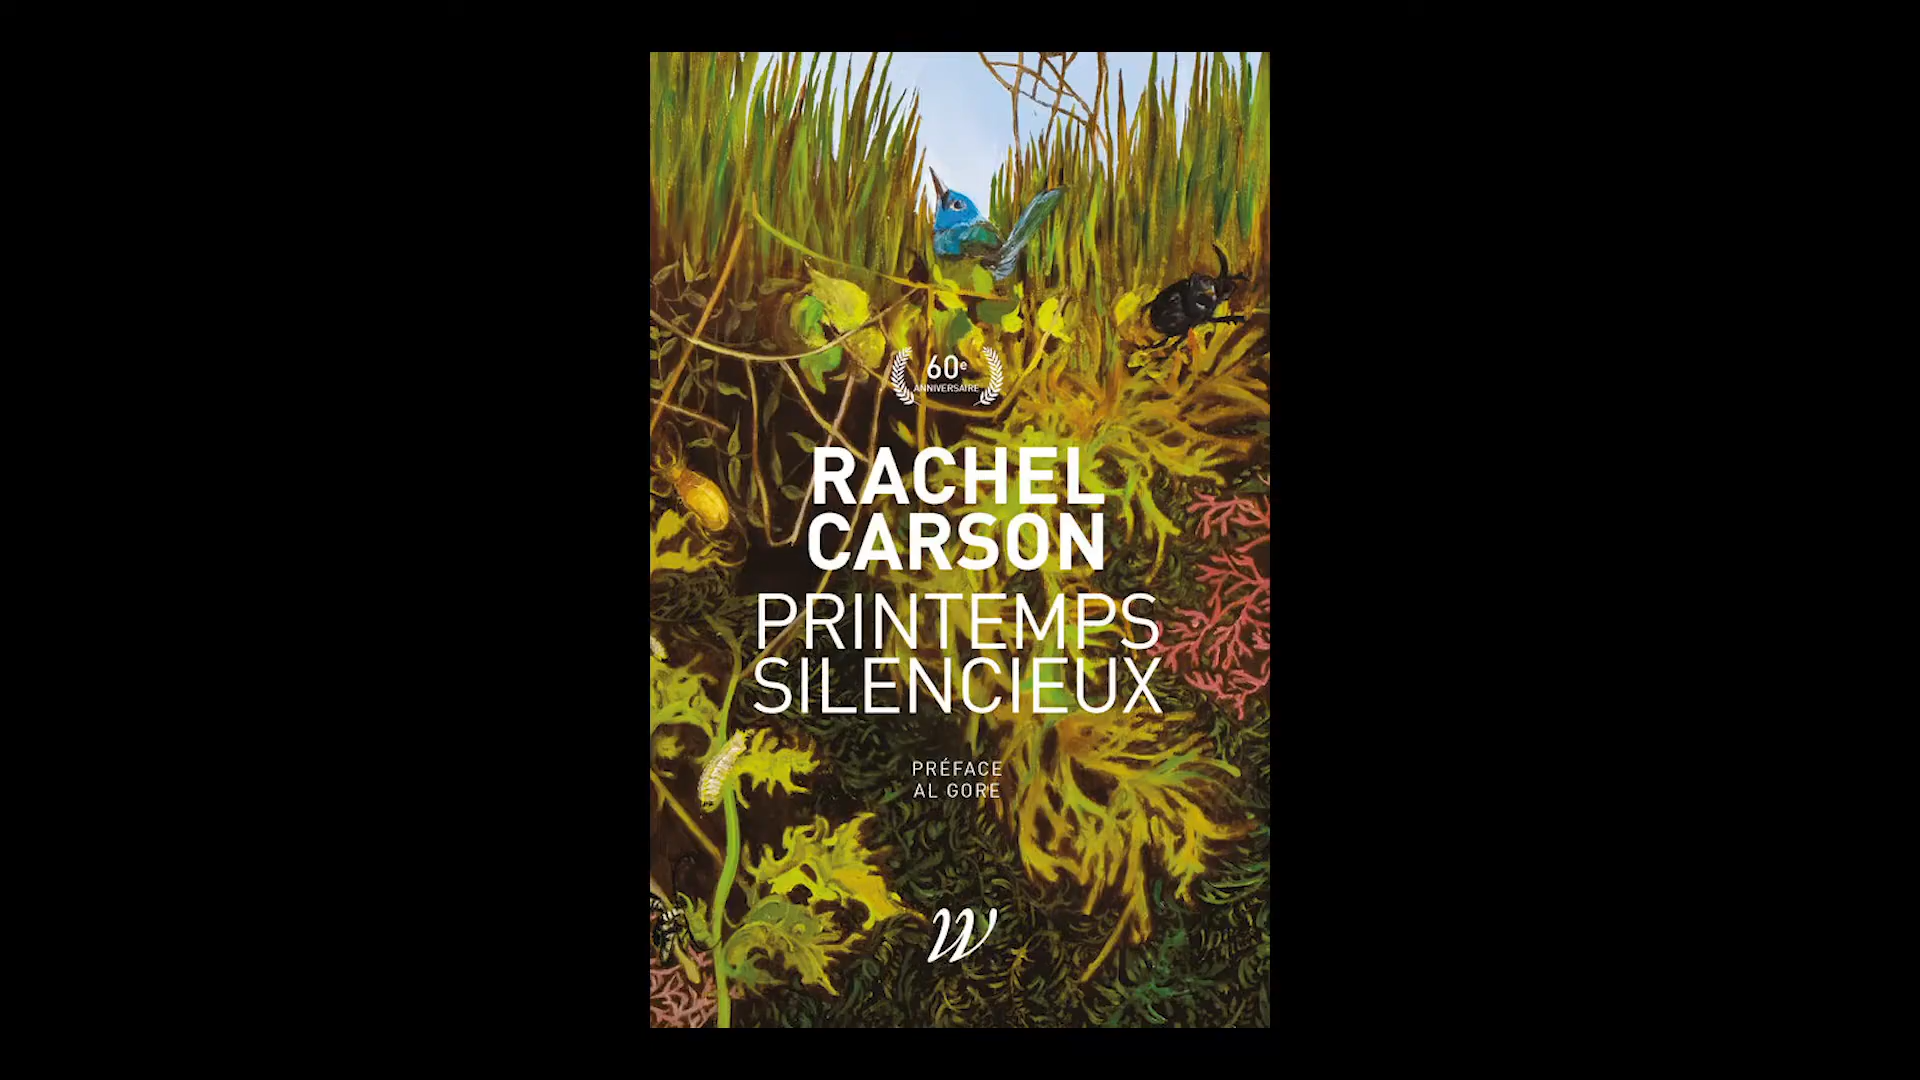 60e
ANNIVERSAIRE
RACHEL
CARSON
PRINTEMPS
SILENCIEUX
PRÉFACE
AL GORE
W